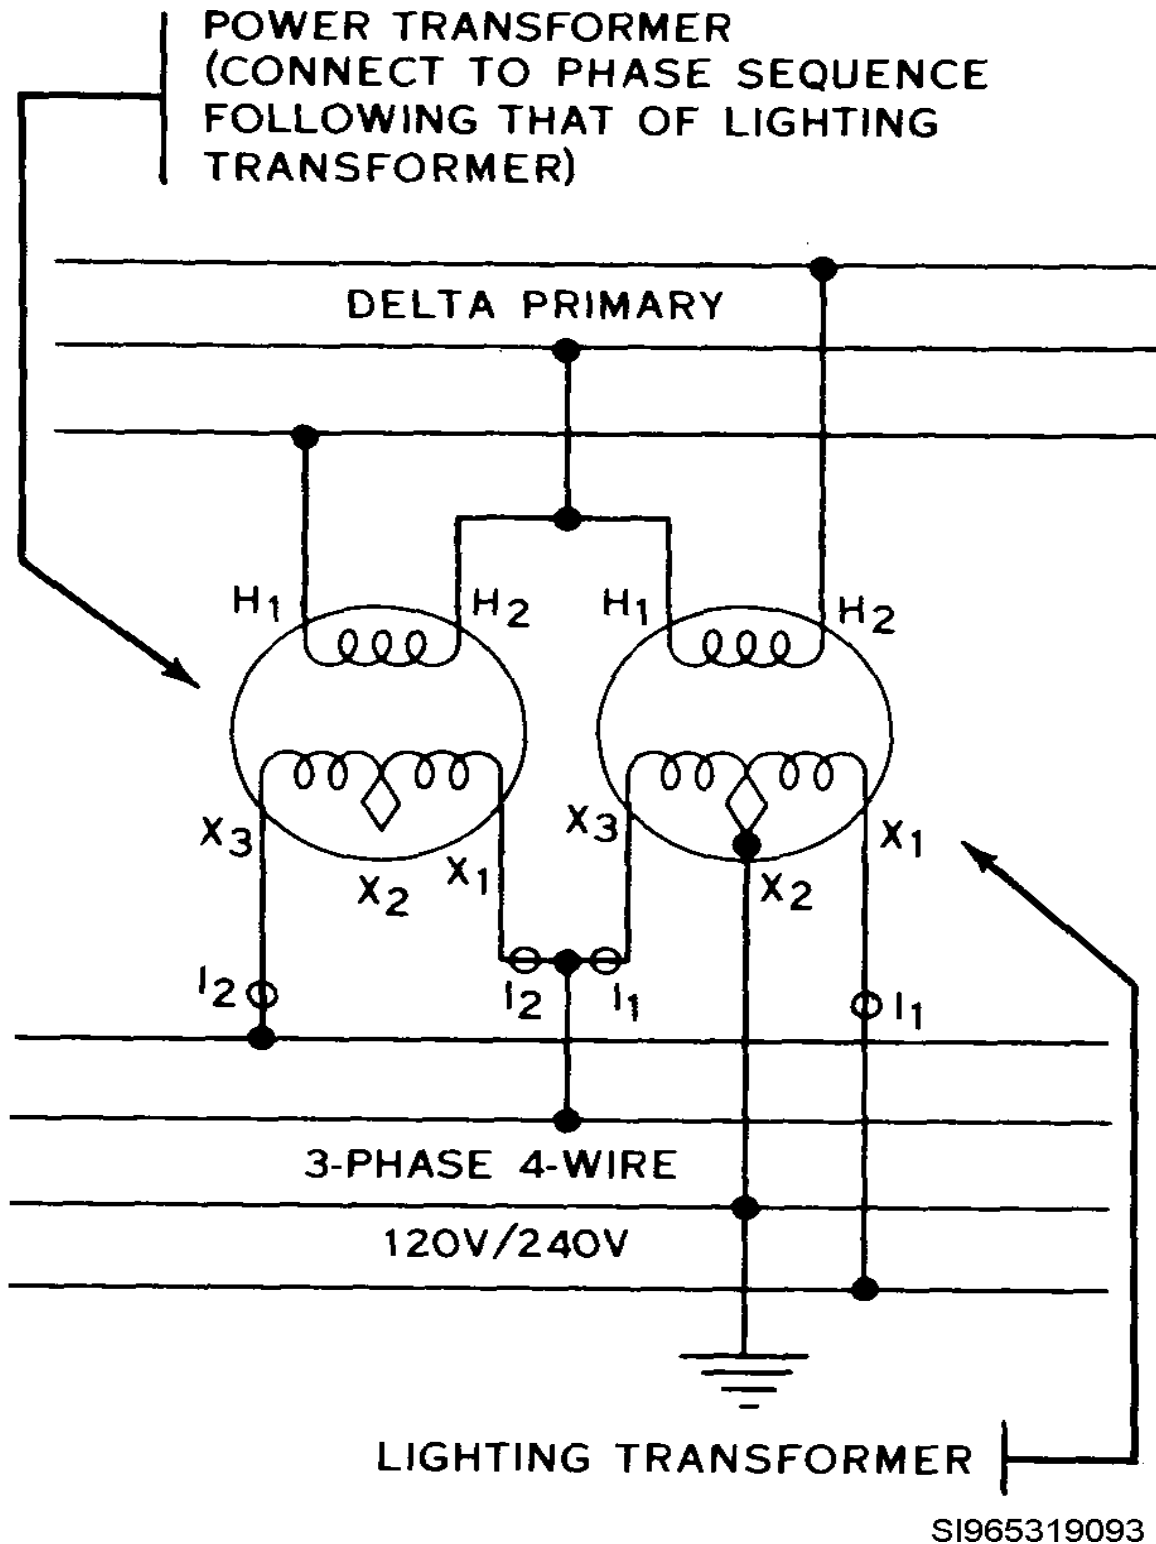 POWER TRANSFORMER
(CONNECT TO PHASE SEQUENCE
FOLLOWING THAT OF LIGHTING
TRANSFORMER)
DELTA PRIMARY
H1 H2 H1 H2
X3 X2 X1 X3 X2 X1
I2 I2 I1 I1
3-PHASE 4-WIRE
120V/240V
LIGHTING TRANSFORMER
SI965319093